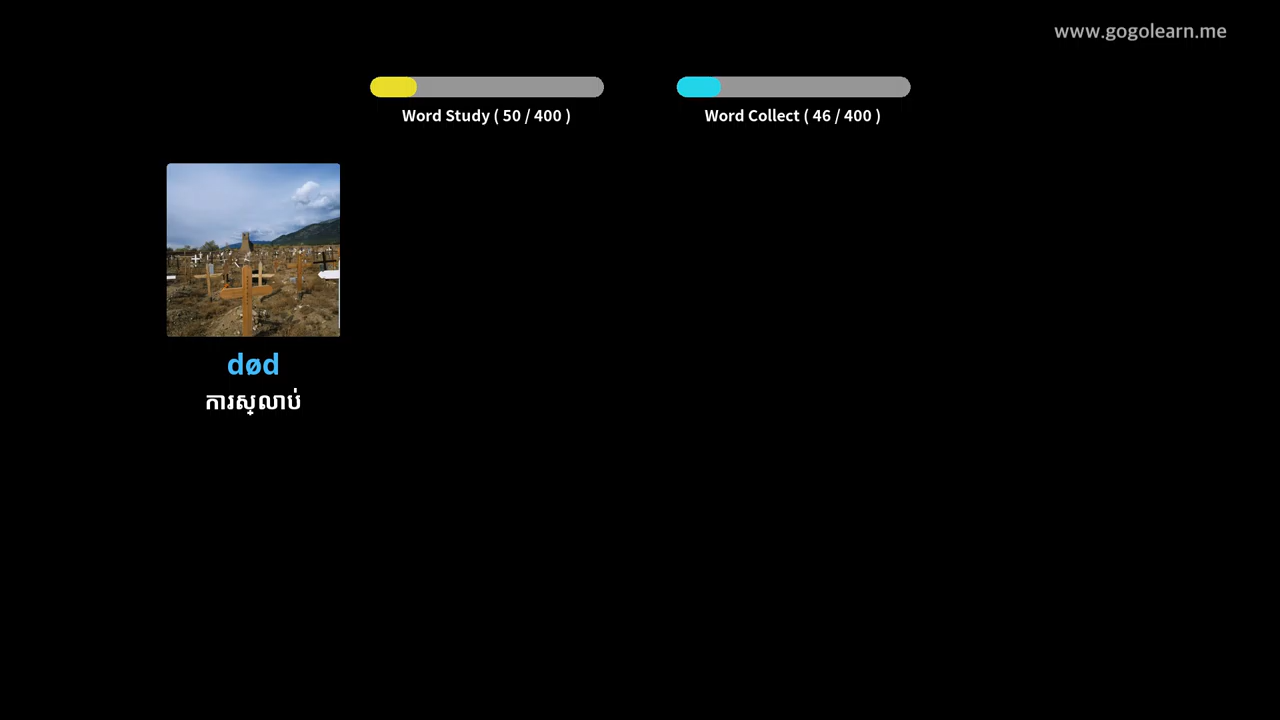 www.gogolearn.me
Word Study ( 50 / 400 )
Word Collect ( 46 / 400 )
død
ការស្លាប់